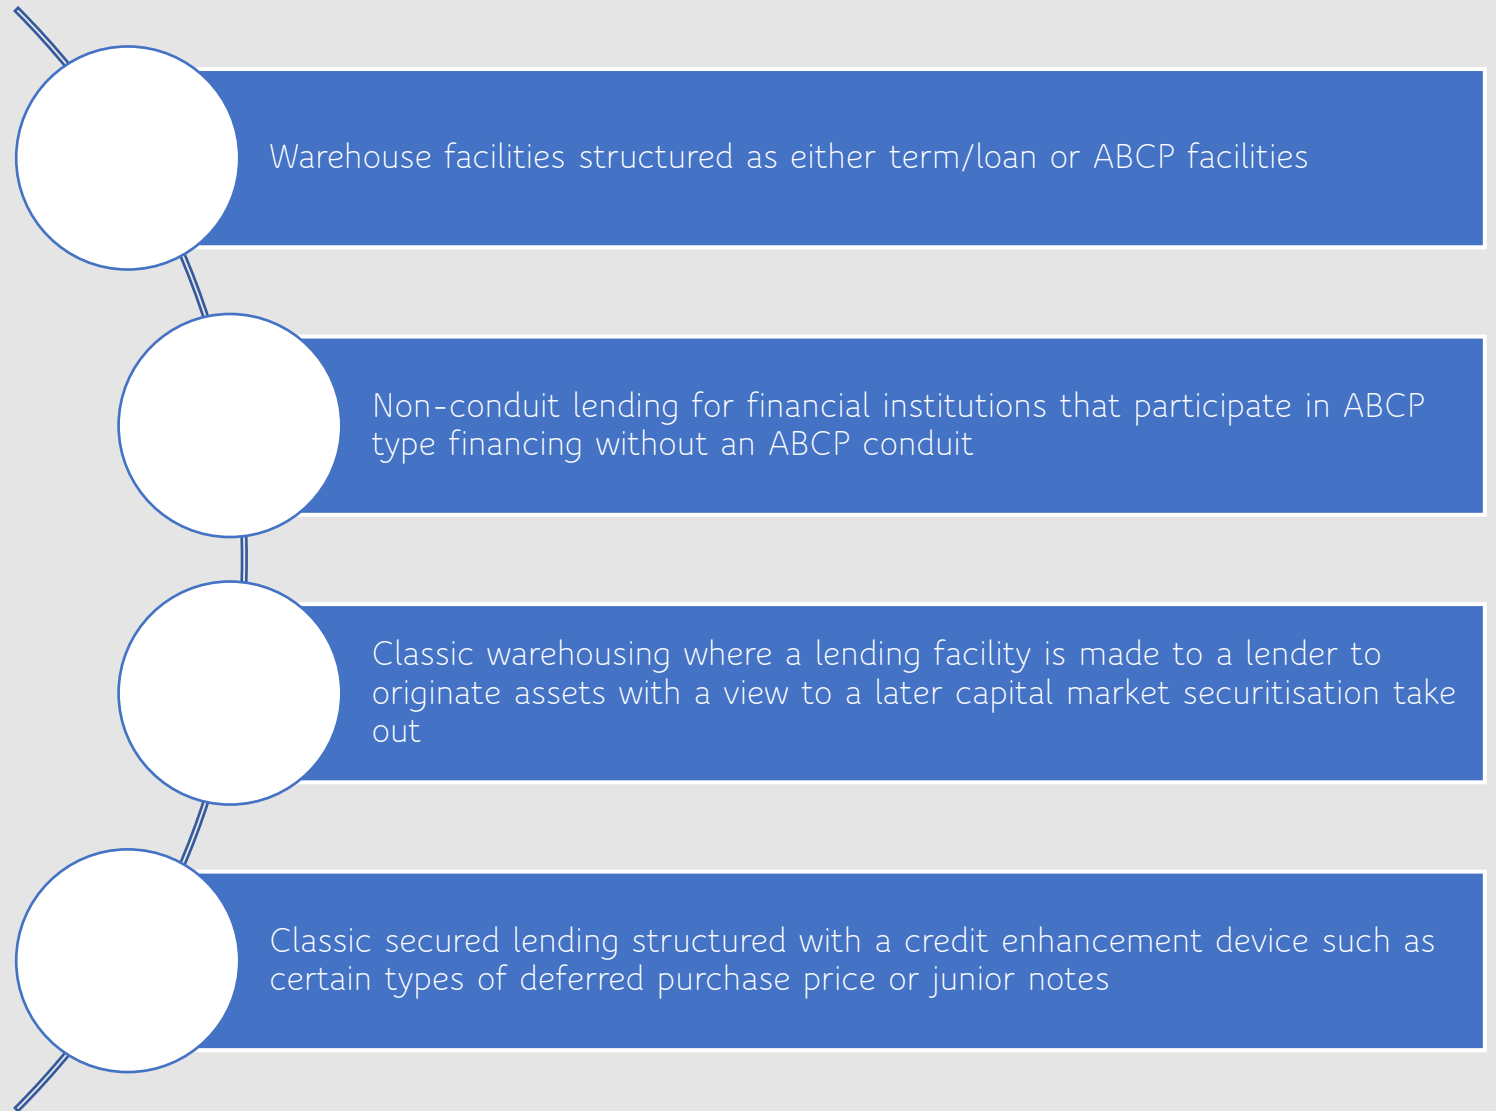 Warehouse facilities structured as either term/loan or ABCP facilities
Non-conduit lending for financial institutions that participate in ABCP
type financing without an ABCP conduit
Classic warehousing where a lending facility is made to a lender to
originate assets with a view to a later capital market securitisation take
out
Classic secured lending structured with a credit enhancement device such as
certain types of deferred purchase price or junior notes